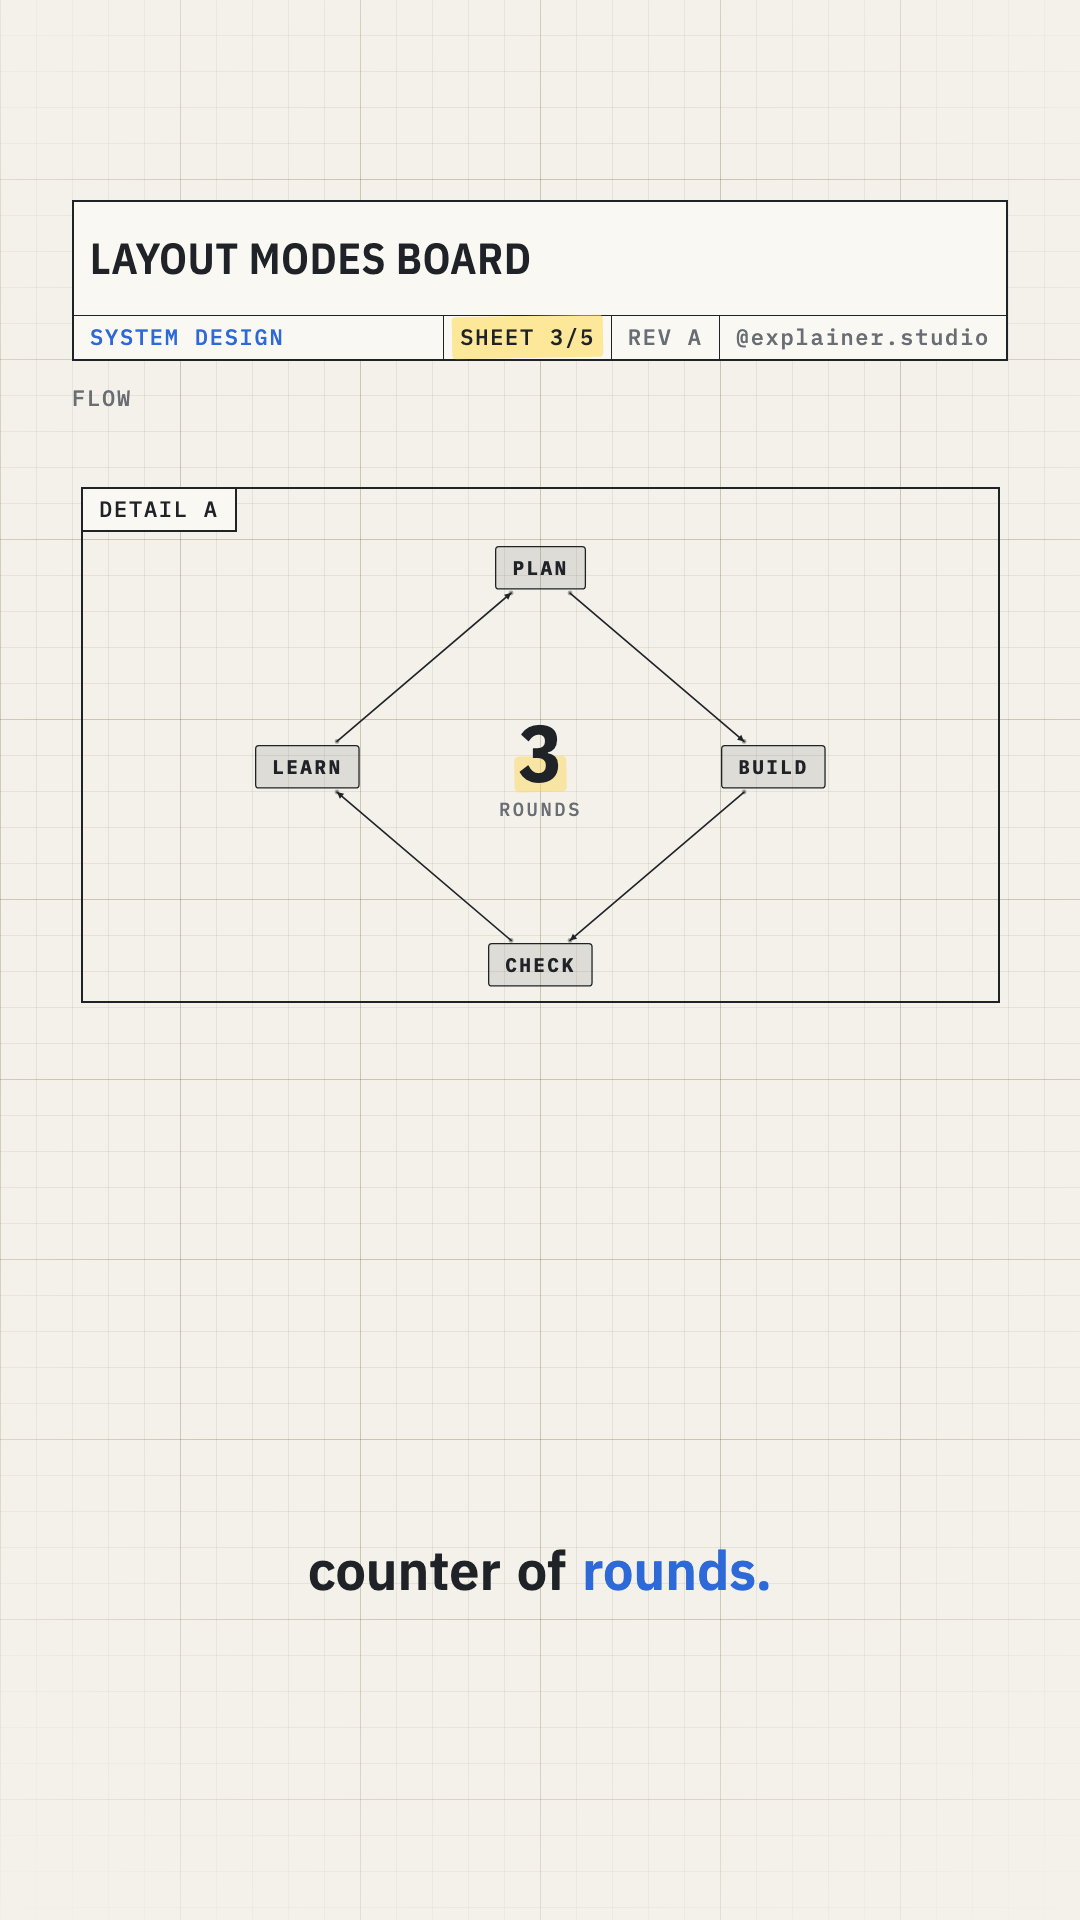 LAYOUT MODES BOARD
SYSTEM DESIGN SHEET 3/5 REV A @explainer.studio
FLOW
DETAIL A
PLAN
LEARN
3
ROUNDS
BUILD
CHECK
counter of rounds.